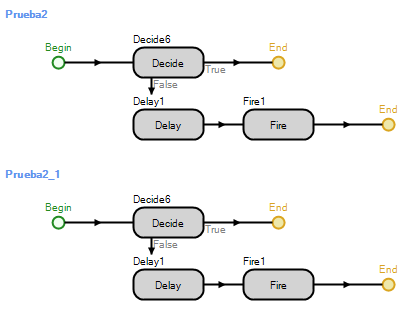 Prueba2
Decide6
Begin
End
Decide
True
False
Delay1
Fire1
End
Delay
Fire
Prueba2_1
Decide6
Begin
End
Decide
True
False
Delay1
Fire1
End
Delay
Fire